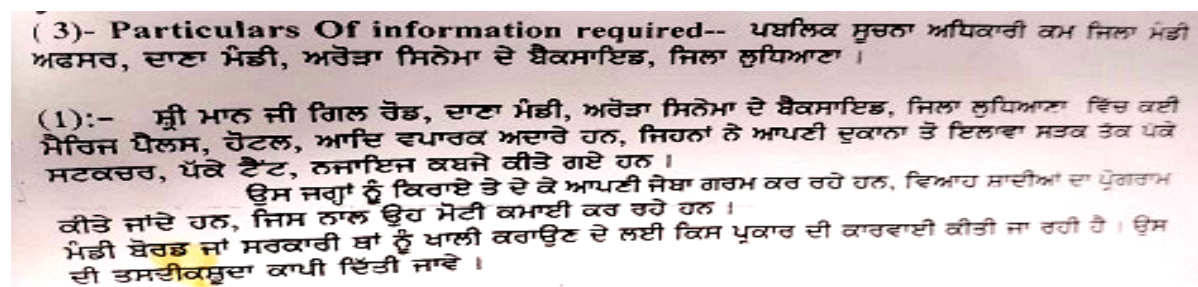 ( 3)- Particulars Of information required-- ਪਬਲਿਕ ਸੂਚਨਾ ਅਧਿਕਾਰੀ ਕਮ ਜਿਲਾ ਮੰਡੀ
ਅਫਸਰ, ਦਾਣਾ ਮੰਡੀ, ਅਰੋੜਾ ਸਿਨੇਮਾ ਦੇ ਬੈਕਸਾਇਡ, ਜਿਲਾ ਲੁਧਿਆਣਾ ।
(1):- ਸ਼੍ਰੀ ਮਾਨ ਜੀ ਗਿਲ ਰੋਡ, ਦਾਣਾ ਮੰਡੀ, ਅਰੋੜਾ ਸਿਨੇਮਾ ਦੇ ਬੈਕਸਾਇਡ, ਜਿਲਾ ਲੁਧਿਆਣਾ ਵਿੱਚ ਕਈ
ਮੈਰਿਜ ਪੈਲਸ, ਹੋਟਲ, ਆਦਿ ਵਪਾਰਕ ਅਦਾਰੇ ਹਨ, ਜਿਹਨਾਂ ਨੇ ਆਪਣੀ ਦੁਕਾਨਾ ਤੋ ਇਲਾਵਾ ਸੜਕ ਤੱਕ ਪੱਕੇ
ਸਟਕਚਰ, ਪੱਕੇ ਟੈਂਟ, ਨਜਾਇਜ ਕਬਜੇ ਕੀਤੇ ਗਏ ਹਨ ।
ਉਸ ਜਗ੍ਹਾਂ ਨੂੰ ਕਿਰਾਏ ਤੇ ਦੇ ਕੇ ਆਪਣੀ ਜੇਬਾ ਗਰਮ ਕਰ ਰਹੇ ਹਨ, ਵਿਆਹ ਸ਼ਾਦੀਆਂ ਦਾ ਪ੍ਰੋਗਰਾਮ
ਕੀਤੇ ਜਾਂਦੇ ਹਨ, ਜਿਸ ਨਾਲ ਉਹ ਮੋਟੀ ਕਮਾਈ ਕਰ ਰਹੇ ਹਨ ।
ਮੰਡੀ ਬੋਰਡ ਜਾਂ ਸਰਕਾਰੀ ਥਾਂ ਨੂੰ ਖਾਲੀ ਕਰਾਉਣ ਦੇ ਲਈ ਕਿਸ ਪ੍ਰਕਾਰ ਦੀ ਕਾਰਵਾਈ ਕੀਤੀ ਜਾ ਰਹੀ ਹੈ । ਉਸ
ਦੀ ਤਸਦੀਕਸ਼ੂਦਾ ਕਾਪੀ ਦਿੱਤੀ ਜਾਵੇ ।